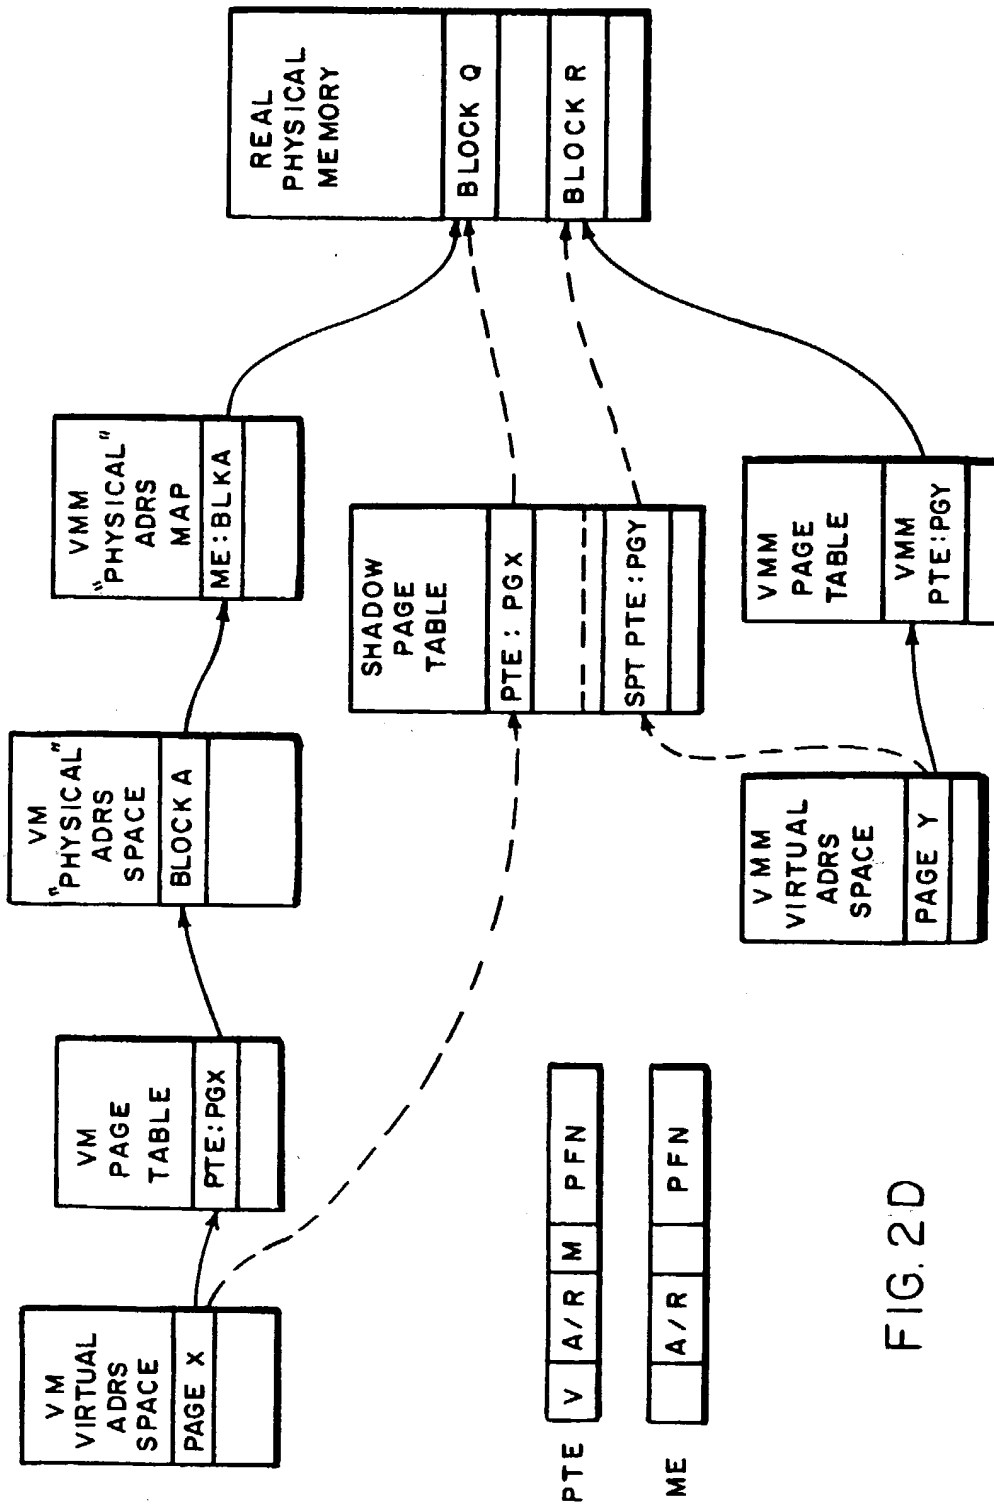 VM
VIRTUAL
ADRS
SPACE
PAGE X
VM
PAGE
TABLE
PTE:PGX
VM
"PHYSICAL"
ADRS
SPACE
BLOCK A
VMM
"PHYSICAL"
ADRS
MAP
ME:BLKA
REAL
PHYSICAL
MEMORY
BLOCK Q
BLOCK R
SHADOW
PAGE
TABLE
PTE: PGX
SPT PTE:PGY
VMM
VIRTUAL
ADRS
SPACE
PAGE Y
VMM
PAGE
TABLE
VMM
PTE:PGY
PTE V A/R M PFN
ME A/R PFN
FIG. 2D